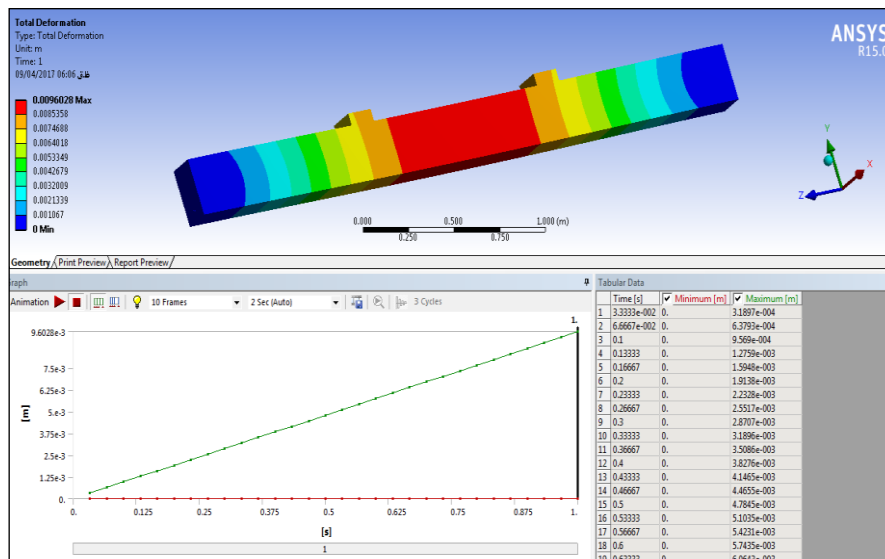 Total Deformation
Type: Total Deformation
Unit: m
Time: 1
09/04/2017 06:06 ظ.ق
0.0096028 Max
0.0085358
0.0074688
0.0064018
0.0053349
0.0042679
0.0032009
0.0021339
0.001067
0 Min
ANSYS
R15.0
Y
X
Z
0.000 0.500 1.000 (m)
0.250 0.750
Geometry Print Preview Report Preview
Graph
Animation 10 Frames 2 Sec (Auto) 3 Cycles
1.
9.6028e-3
7.5e-3
6.25e-3
5.e-3
3.75e-3
2.5e-3
1.25e-3
0.
[m]
0. 0.125 0.25 0.375 0.5 0.625 0.75 0.875 1.
[s]
1
Tabular Data
Time [s] Minimum [m] Maximum [m]
1 3.3333e-002 0. 3.1897e-004
2 6.6667e-002 0. 6.3793e-004
3 0.1 0. 9.569e-004
4 0.13333 0. 1.2759e-003
5 0.16667 0. 1.5948e-003
6 0.2 0. 1.9138e-003
7 0.23333 0. 2.2328e-003
8 0.26667 0. 2.5517e-003
9 0.3 0. 2.8707e-003
10 0.33333 0. 3.1896e-003
11 0.36667 0. 3.5086e-003
12 0.4 0. 3.8276e-003
13 0.43333 0. 4.1465e-003
14 0.46667 0. 4.4655e-003
15 0.5 0. 4.7845e-003
16 0.53333 0. 5.1035e-003
17 0.56667 0. 5.4231e-003
18 0.6 0. 5.7435e-003